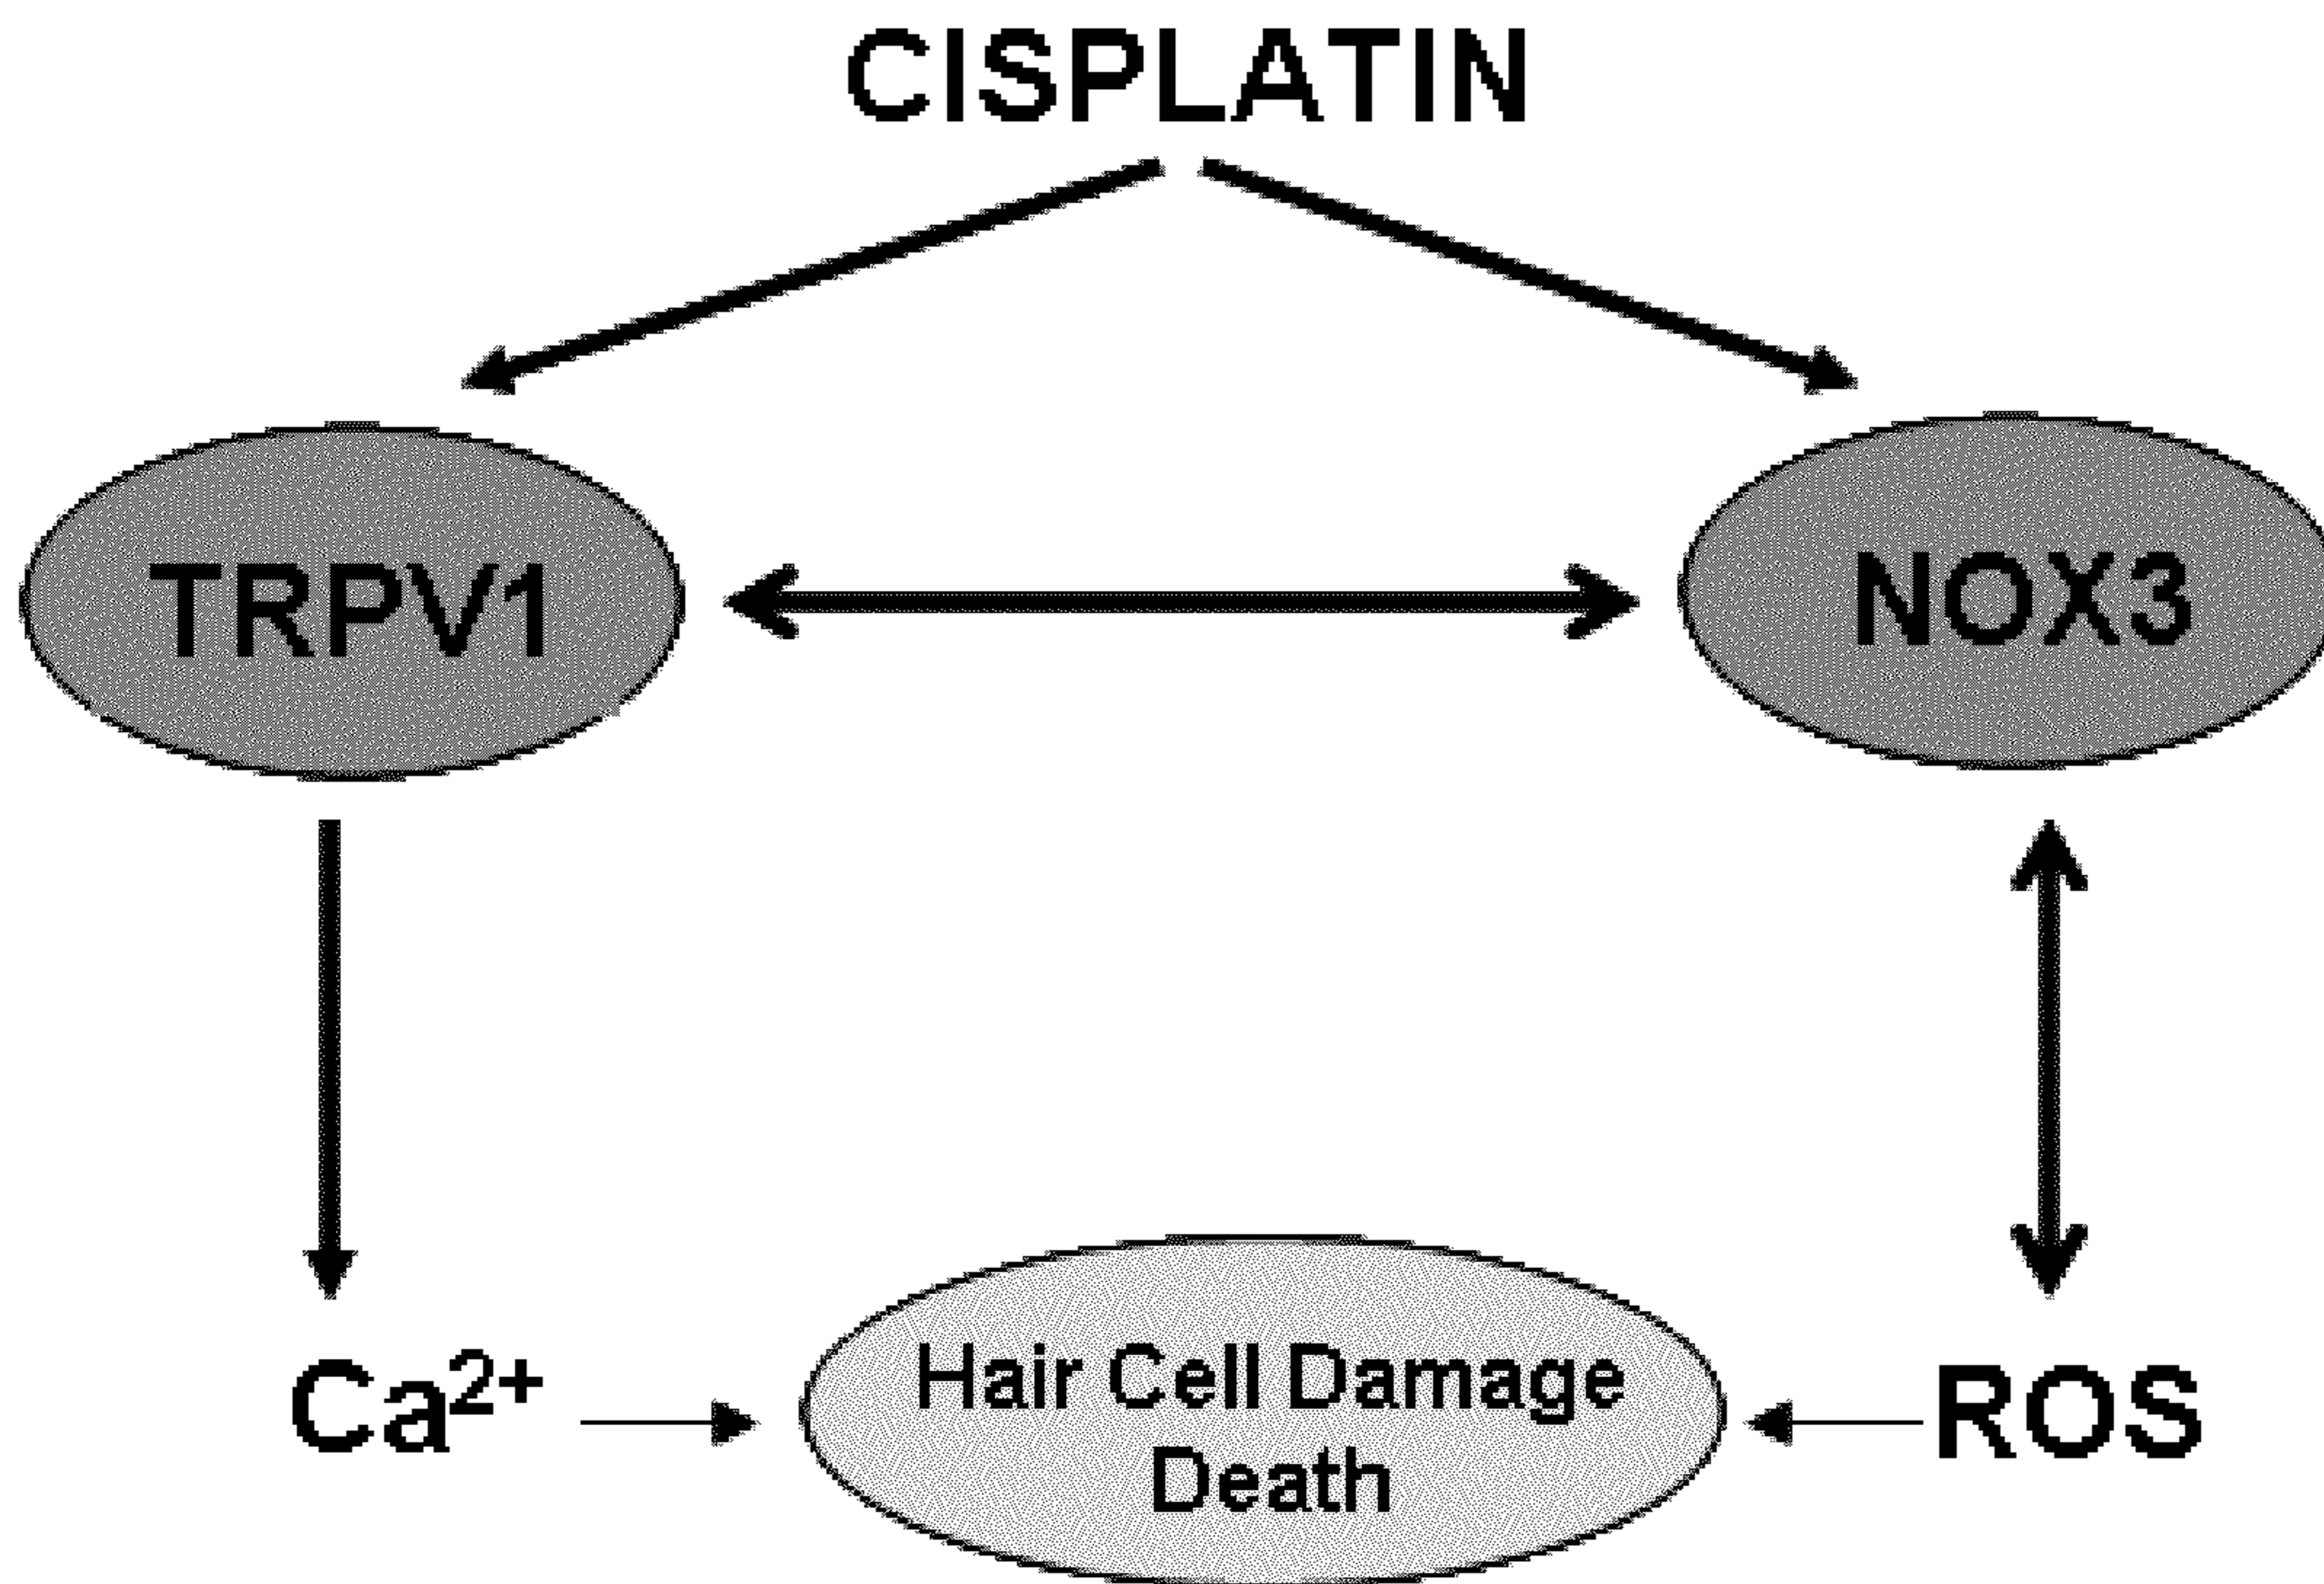 CISPLATIN
TRPV1
NOX3
Ca²⁺
Hair Cell Damage
Death
ROS